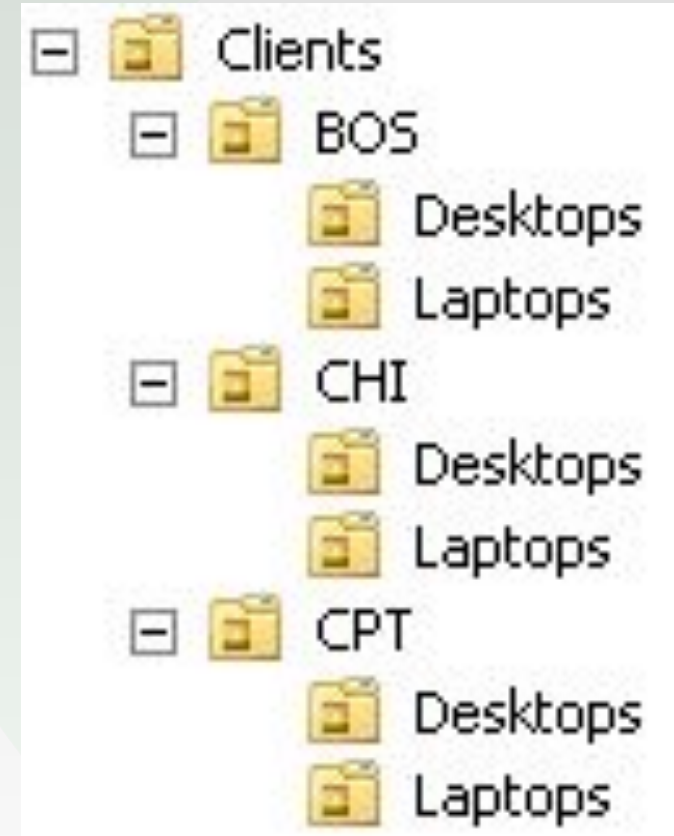 Clients
BOS
Desktops
Laptops
CHI
Desktops
Laptops
CPT
Desktops
Laptops